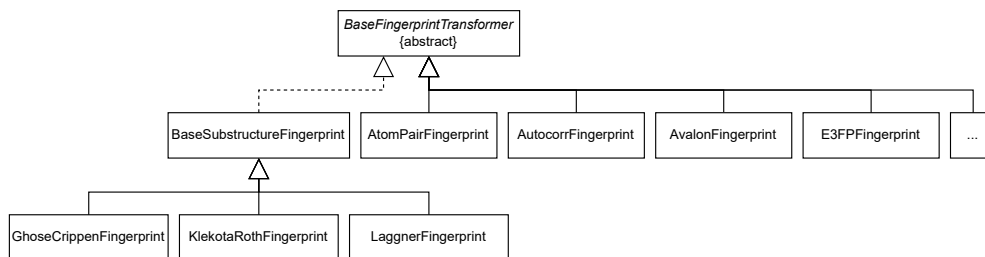 BaseFingerprintTransformer
{abstract}
BaseSubstructureFingerprint
AtomPairFingerprint
AutocorrFingerprint
AvalonFingerprint
E3FPFingerprint
...
GhoseCrippenFingerprint
KlekotaRothFingerprint
LaggnerFingerprint